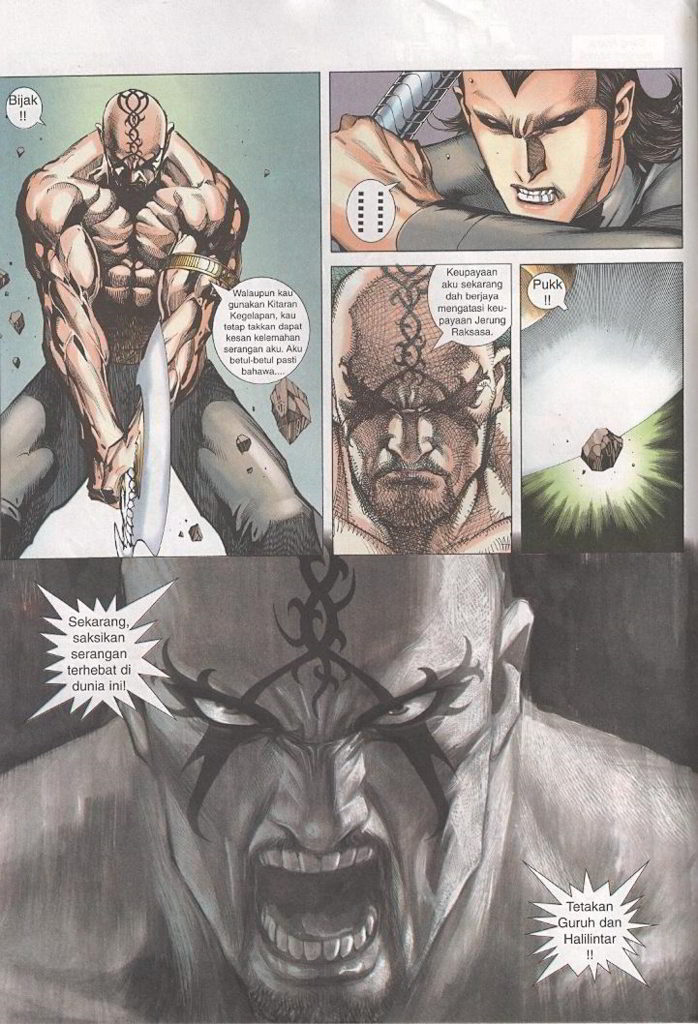 Bijak
!!
Walaupun kau
gunakan Kitaran
Kegelapan, kau
tetap takkan dapat
kesan kelemahan
serangan aku. Aku
betul-betul pasti
bahawa....
Keupayaan
aku sekarang
dah berjaya
mengatasi keu-
payaan Jerung
Raksasa.
Pukk
!!
Sekarang,
saksikan
serangan
terhebat di
dunia ini!
Tetakan
Guruh dan
Halilintar
!!